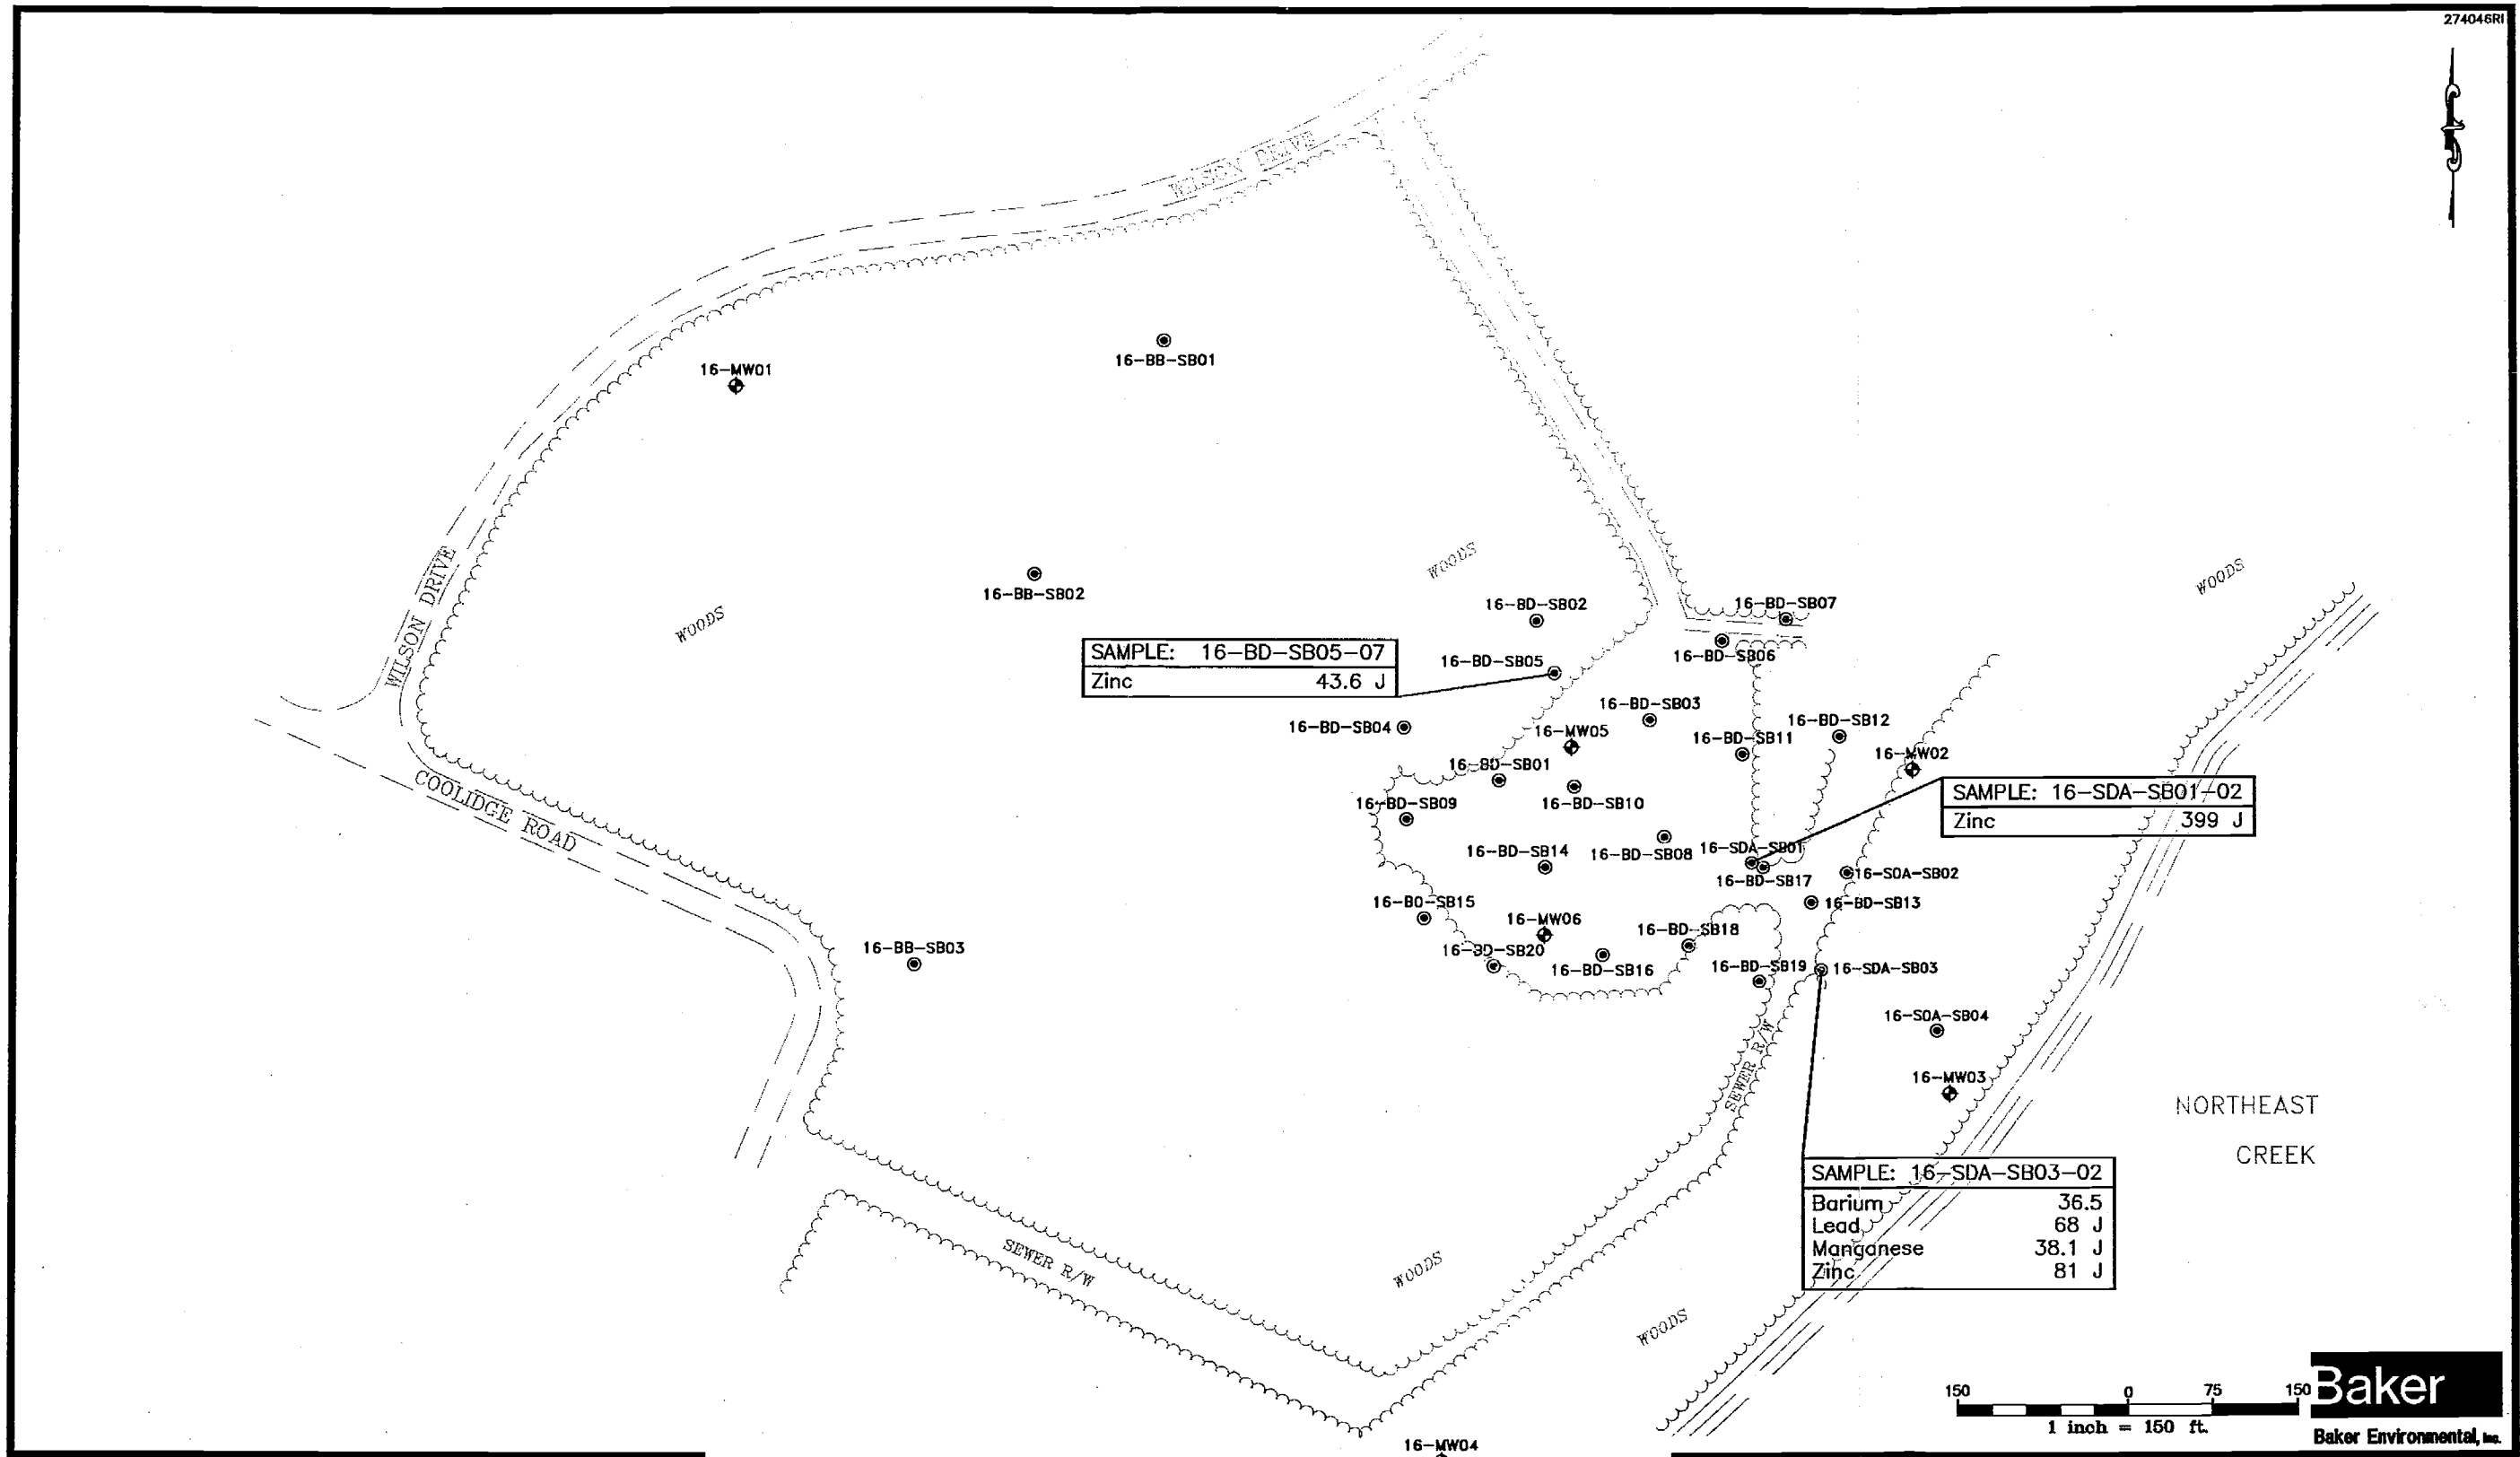 274046RI
WILSON DRIVE
16-BB-SB01
16-MW01
WILSON DRIVE
WOODS
WOODS
16-BB-SB02
WOODS
16-BD-SB02
16-BD-SB07
SAMPLE: 16-BD-SB05-07
Zinc 43.6 J
16-BD-SB05
16-BD-SB06
16-BD-SB03
16-BD-SB04
16-MW05
16-BD-SB12
16-BD-SB11
16-MW02
16-BD-SB01
COOLIDGE ROAD
16-BD-SB09
16-BD-SB10
SAMPLE: 16-SDA-SB01-02
Zinc 399 J
16-BD-SB14
16-BD-SB08
16-SDA-SB01
16-BD-SB17
16-SOA-SB02
16-BO-SB15
16-BD-SB13
16-MW06
16-BD-SB18
16-BB-SB03
16-BD-SB20
16-BD-SB16
16-BD-SB19
16-SDA-SB03
16-SOA-SB04
SEWER R/W
16-MW03
NORTHEAST
CREEK
SAMPLE: 16-SDA-SB03-02
Barium 36.5
Lead 68 J
Manganese 38.1 J
Zinc 81 J
SEWER R/W
WOODS
WOODS
150 0 75 150
1 inch = 150 ft.
Baker
Baker Environmental, Inc.
16-MW04